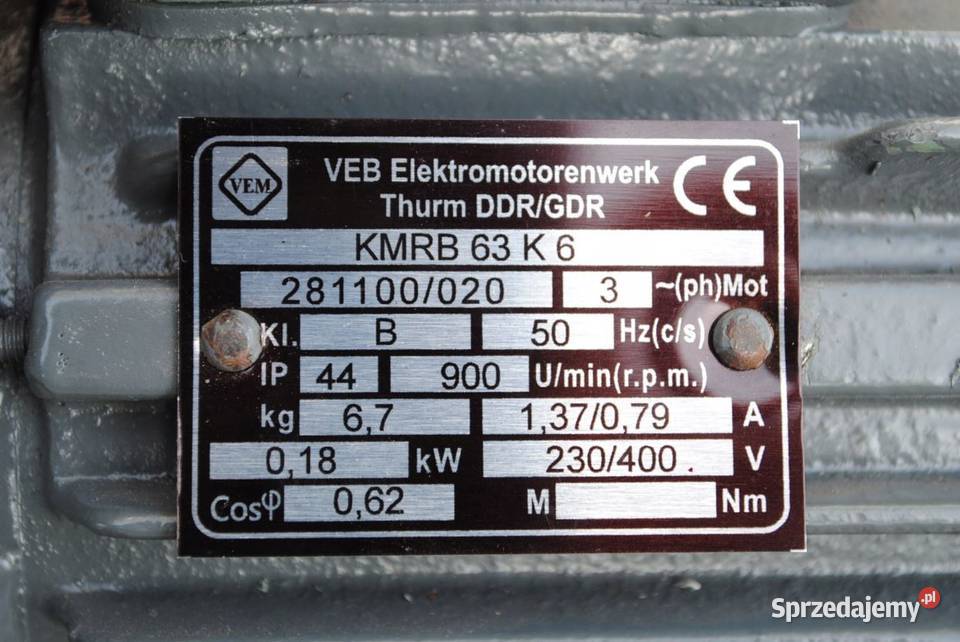 VEM
VEB Elektromotorenwerk
Thurm DDR/GDR
CE
KMRB 63 K 6
281100/020 3 ~(ph)Mot
Kl. B 50 Hz(c/s)
IP 44 900 U/min(r.p.m.)
kg 6,7 1,37/0,79 A
0,18 kW 230/400 . V
Cosφ 0,62 M Nm
Sprzedajemy.pl